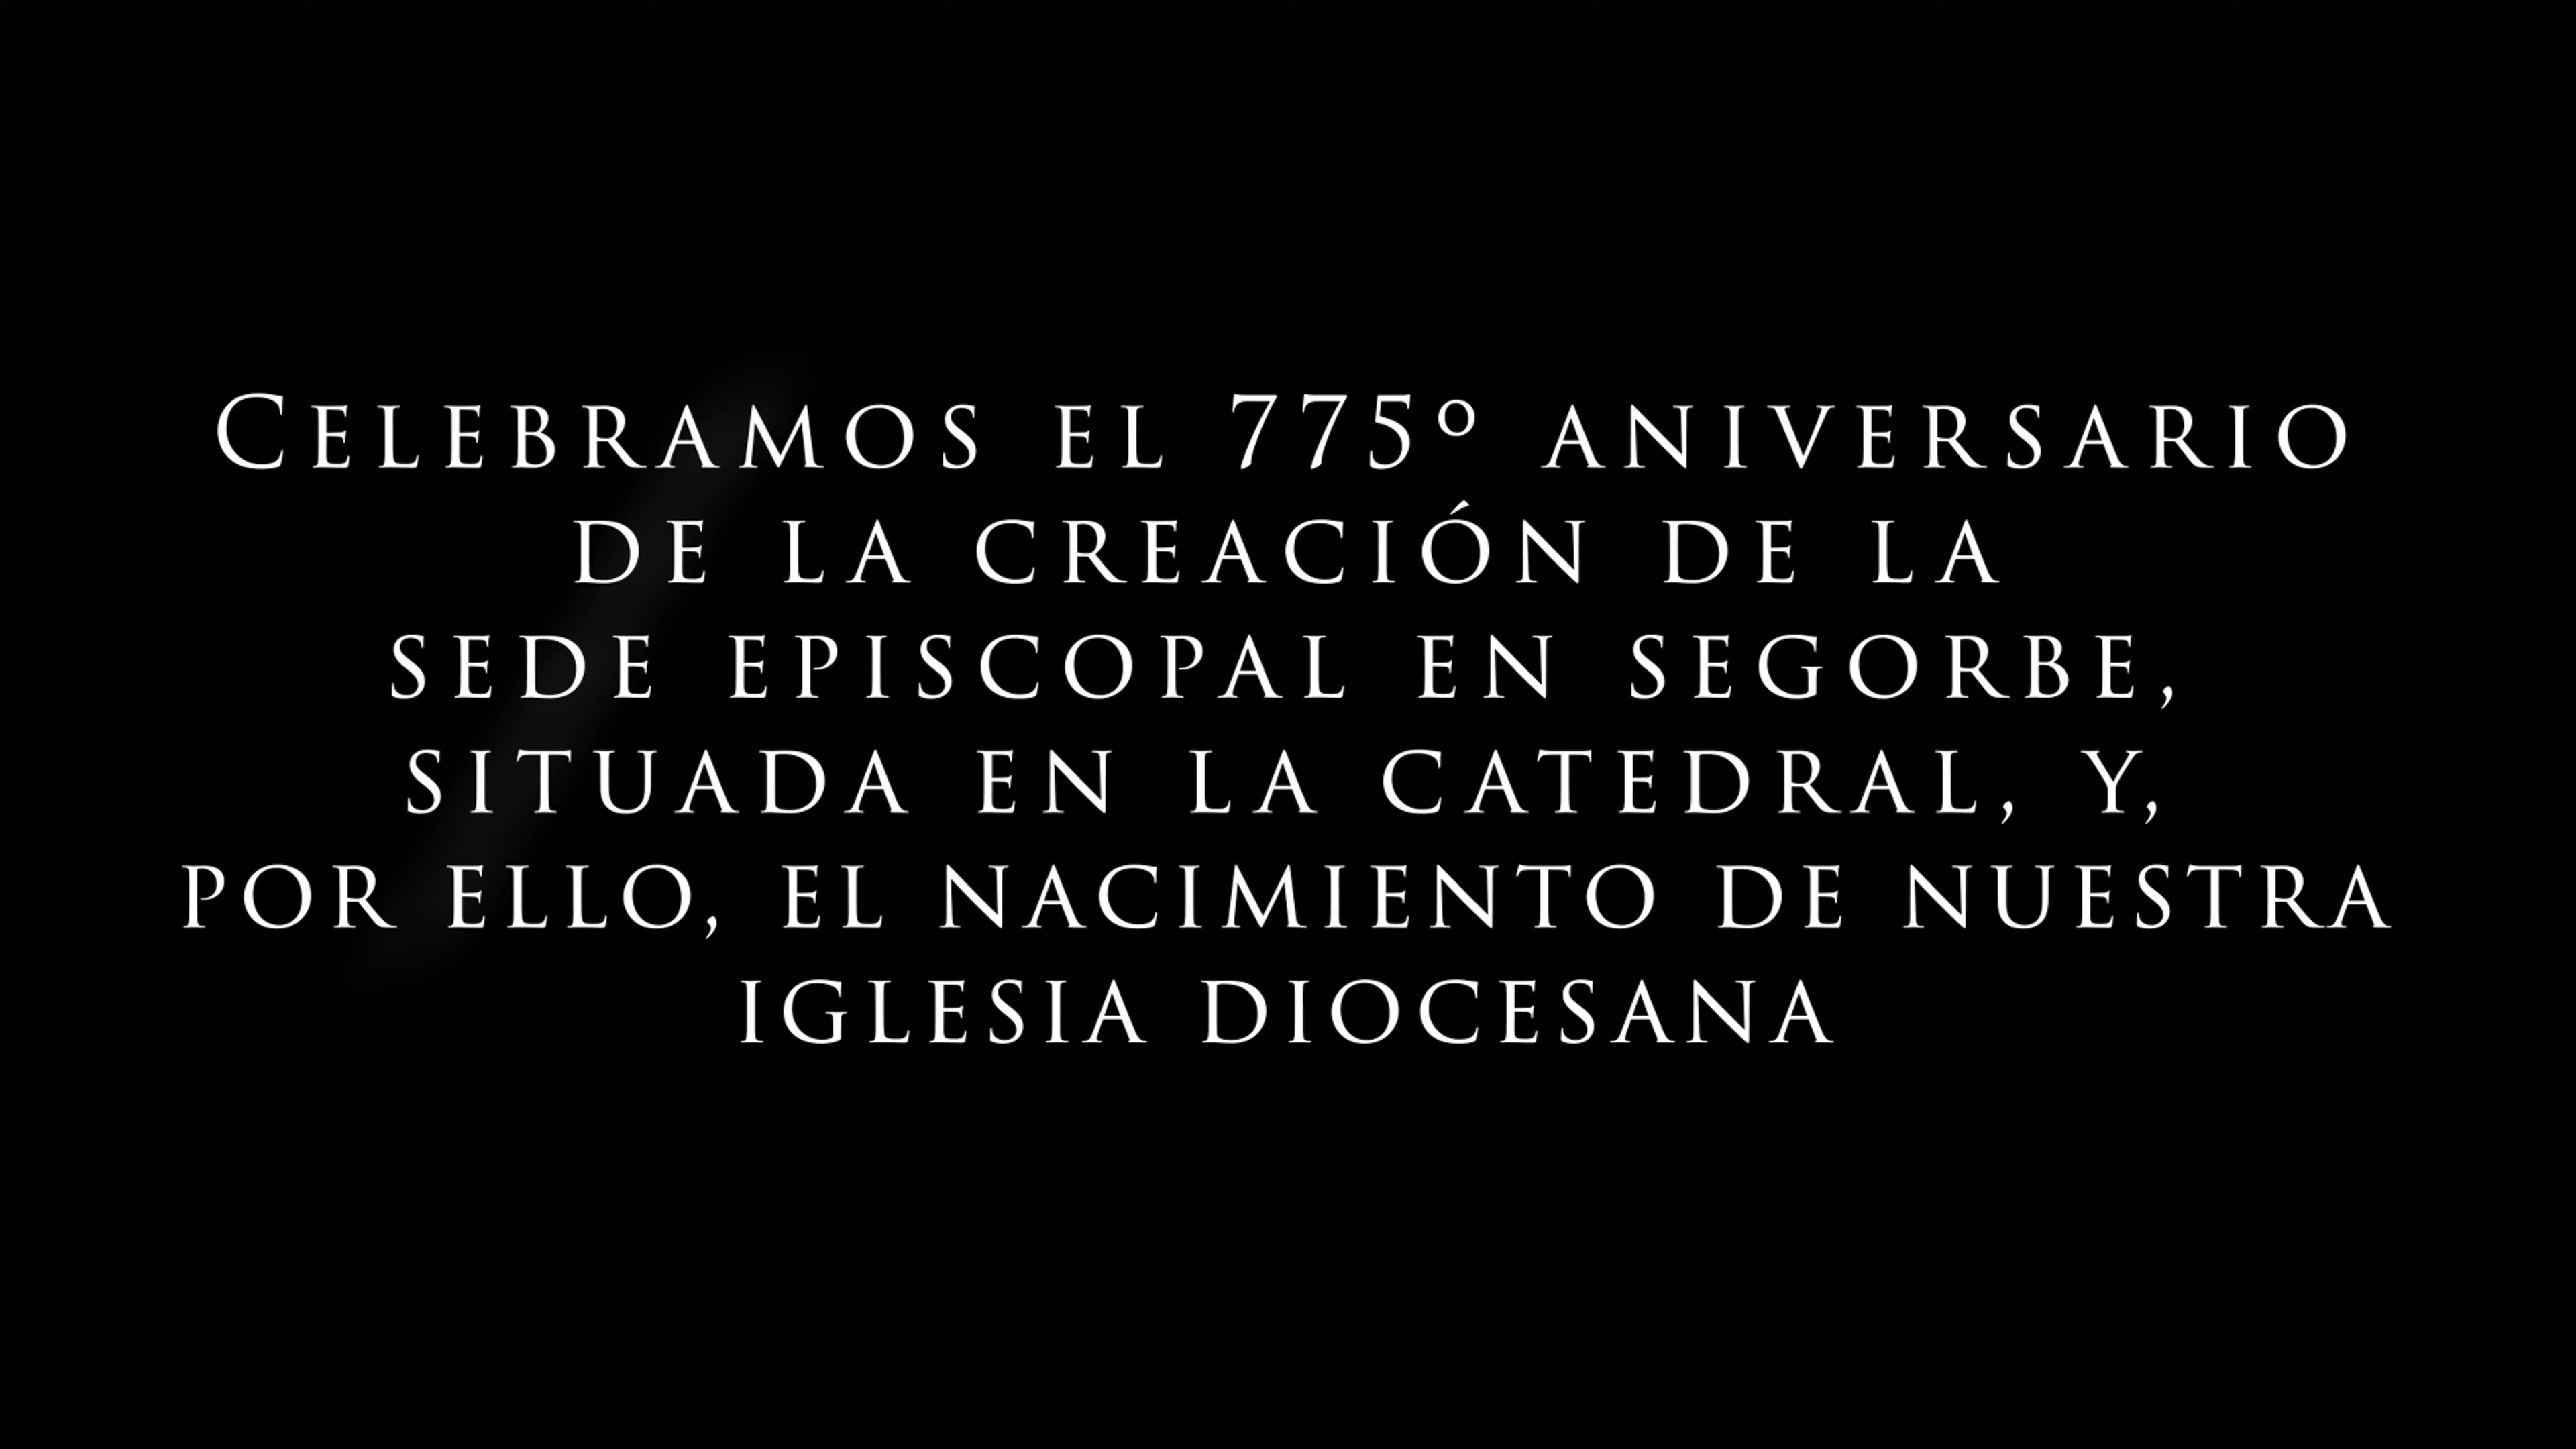 Celebramos el 775º aniversario
de la creación de la
sede episcopal en segorbe,
situada en la catedral, y,
por ello, el nacimiento de nuestra
iglesia diocesana